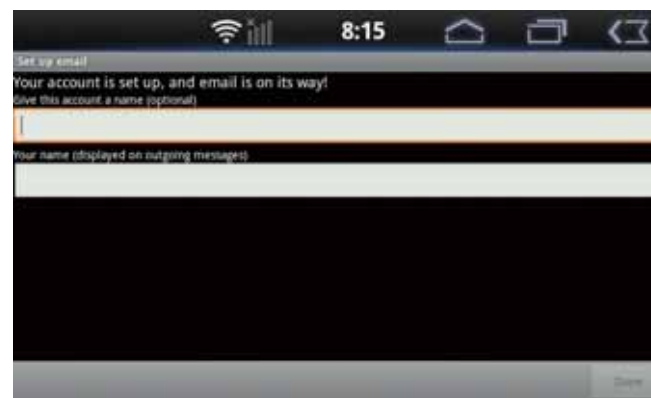 8:15
Set up email
Your account is set up, and email is on its way!
Give this account a name (optional)
Your name (displayed on outgoing messages)
Done